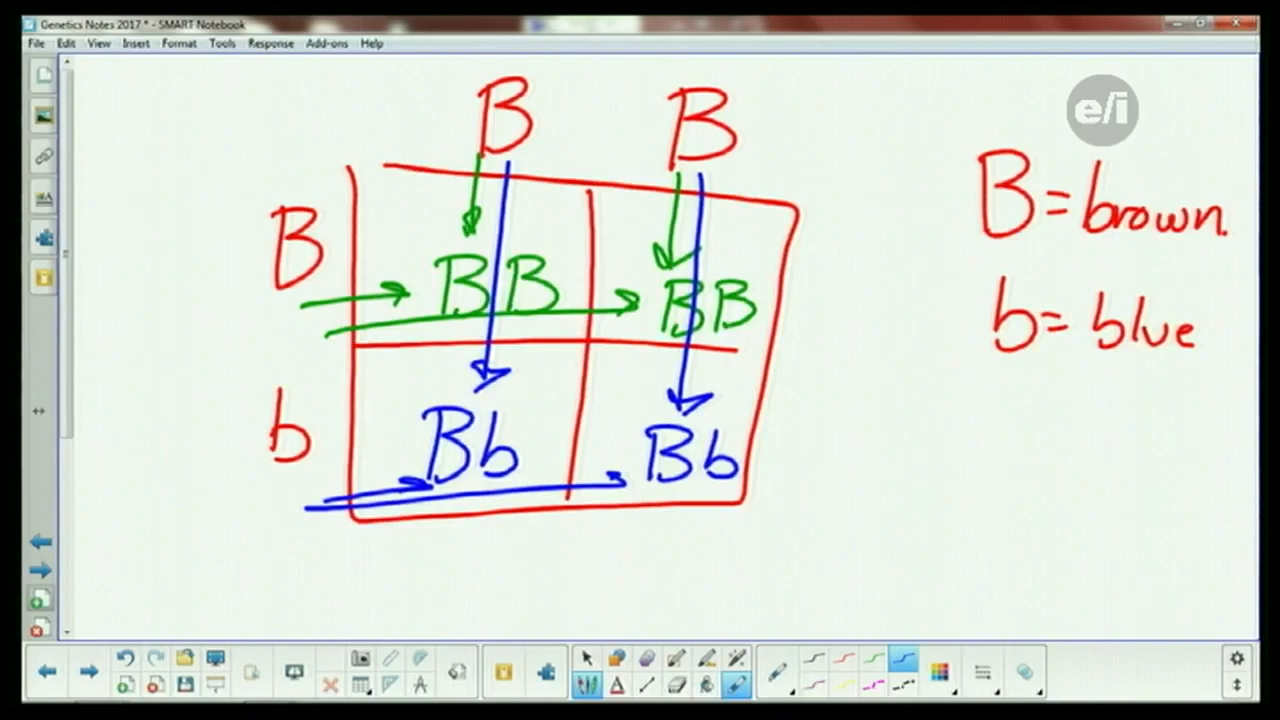 Genetics Notes 2017 * - SMART Notebook
File Edit View Insert Format Tools Response Add-ons Help
e/i
B B
B BB BB
b Bb Bb
B = brown.
b = blue